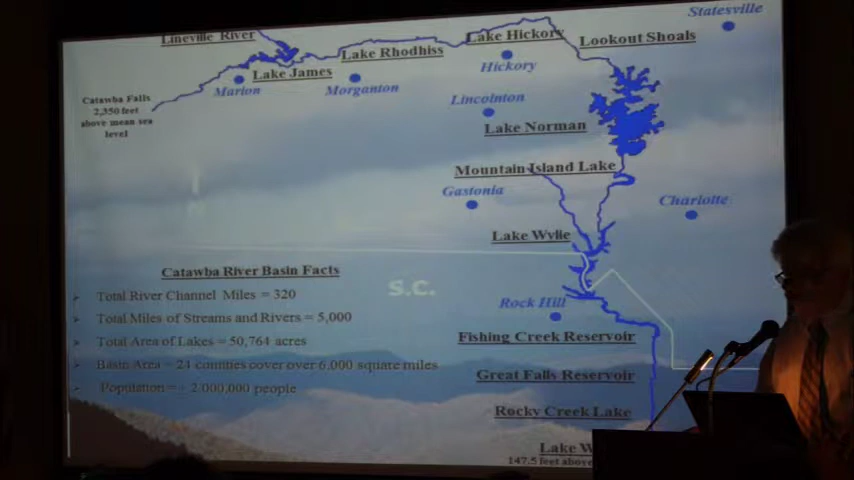 Statesville
Lineville River
Lake Hickory
Lookout Shoals
Lake Rhodhiss
Hickory
Lake James
Marion
Morganton
Catawba Falls
2,350 feet
above mean sea
level
Lincolnton
Lake Norman
Mountain Island Lake
Gastonia
Charlotte
Lake Wylie
Catawba River Basin Facts
S.C.
Total River Channel Miles = 320
Rock Hill
Total Miles of Streams and Rivers = 5,000
Fishing Creek Reservoir
Total Area of Lakes = 50,764 acres
Basin Area = 24 counties cover over 6,000 square miles
Great Falls Reservoir
Population = + 2,000,000 people
Rocky Creek Lake
Lake W
147.5 feet above